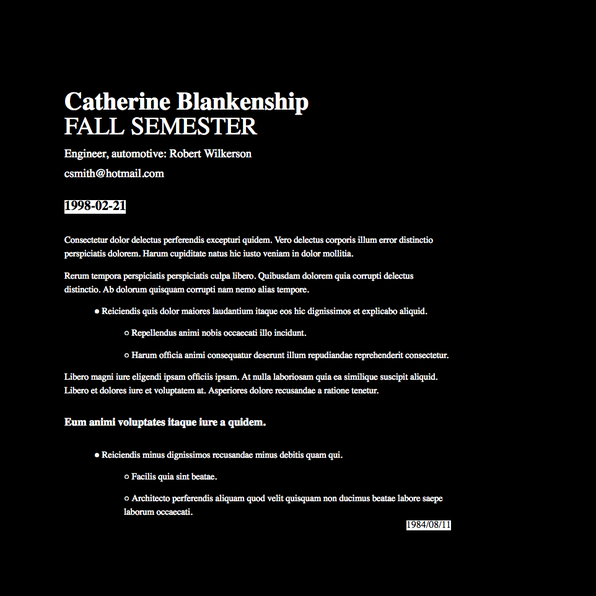 Catherine Blankenship
FALL SEMESTER
Engineer, automotive: Robert Wilkerson
csmith@hotmail.com
1998-02-21
Consectetur dolor delectus perferendis excepturi quidem. Vero delectus corporis illum error distinctio
perspiciatis dolorem. Harum cupiditate natus hic iusto veniam in dolor mollitia.
Rerum tempora perspiciatis perspiciatis culpa libero. Quibusdam dolorem quia corrupti delectus
distinctio. Ab dolorum quisquam corrupti nam nemo alias tempore.
● Reiciendis quis dolor maiores laudantium itaque eos hic dignissimos et explicabo aliquid.
○ Repellendus animi nobis occaecati illo incidunt.
○ Harum officia animi consequatur deserunt illum repudiandae reprehenderit consectetur.
Libero magni iure eligendi ipsam officiis ipsam. At nulla laboriosam quia ea similique suscipit aliquid.
Libero et dolores iure et voluptatem at. Asperiores dolore recusandae a ratione tenetur.
Eum animi voluptates itaque iure a quidem.
● Reiciendis minus dignissimos recusandae minus debitis quam qui.
○ Facilis quia sint beatae.
○ Architecto perferendis aliquam quod velit quisquam non ducimus beatae labore saepe
laborum occaecati.
1984/08/11